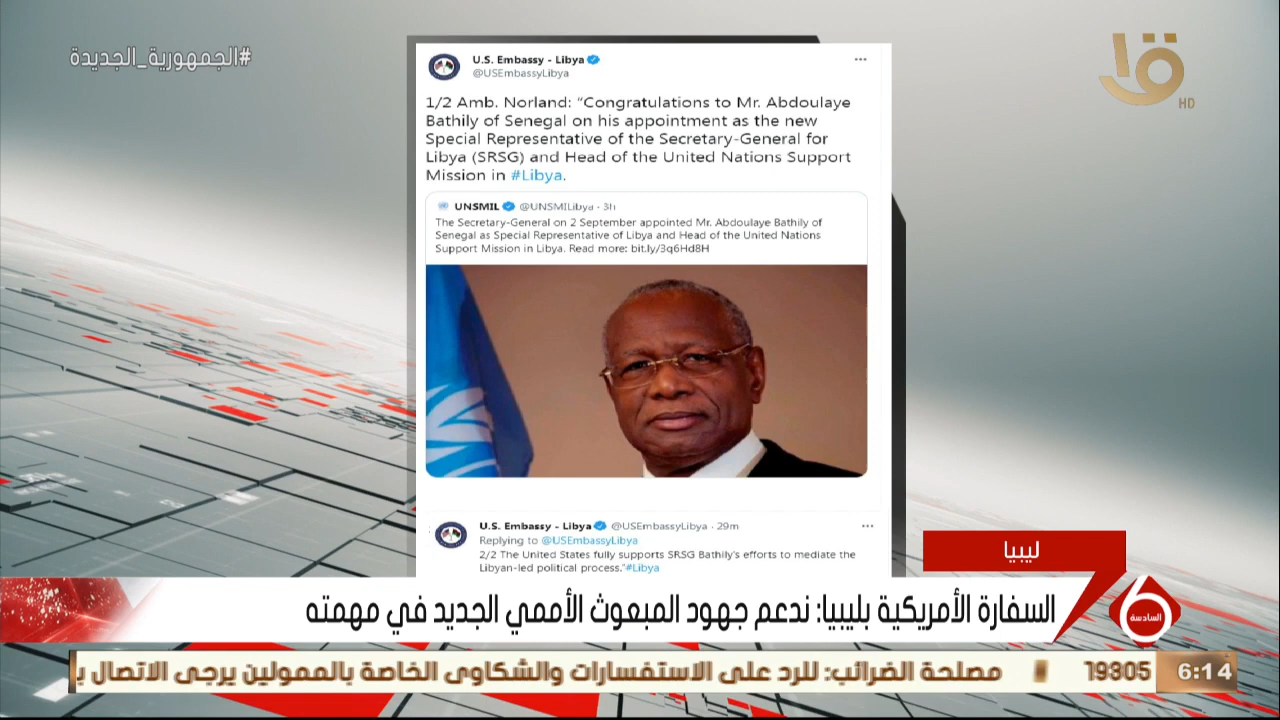 #الجمهورية_الجديدة
HD
U.S. Embassy - Libya
@USEmbassyLibya
1/2 Amb. Norland: “Congratulations to Mr. Abdoulaye
Bathily of Senegal on his appointment as the new
Special Representative of the Secretary-General for
Libya (SRSG) and Head of the United Nations Support
Mission in #Libya.
UNSMIL @UNSMILibya · 3h
The Secretary-General on 2 September appointed Mr. Abdoulaye Bathily of
Senegal as Special Representative of Libya and Head of the United Nations
Support Mission in Libya. Read more: bit.ly/3q6Hd8H
U.S. Embassy - Libya @USEmbassyLibya · 29m
Replying to @USEmbassyLibya
2/2 The United States fully supports SRSG Bathily's efforts to mediate the
Libyan-led political process."#Libya
ليبيا
السفارة الأمريكية بليبيا: ندعم جهود المبعوث الأممي الجديد في مهمته
السادسة
6:14
19805 مصلحة الضرائب: للرد على الاستفسارات والشكاوى الخاصة بالممولين يرجى الاتصال ب